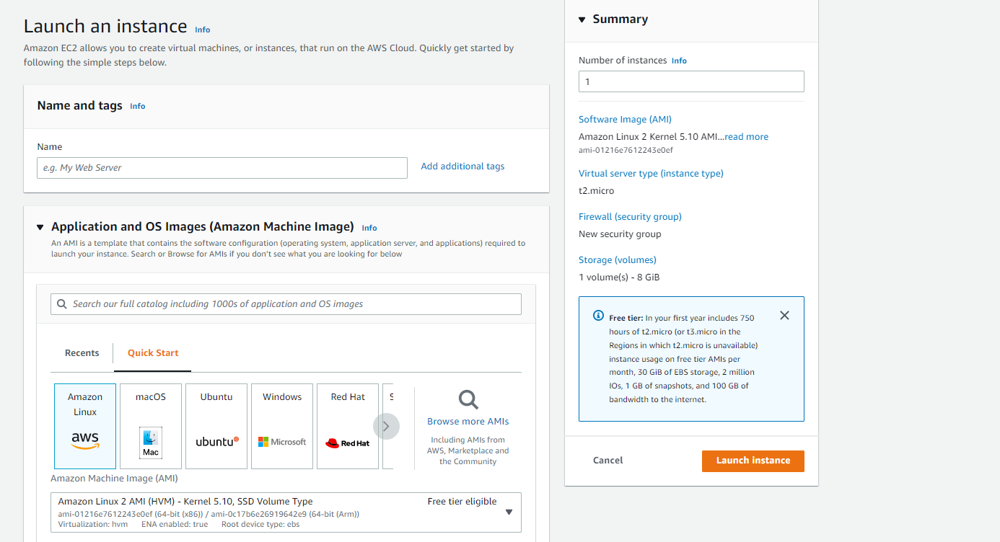 Launch an instance Info
Amazon EC2 allows you to create virtual machines, or instances, that run on the AWS Cloud. Quickly get started by
following the simple steps below.
Name and tags Info
Name
e.g. My Web Server
Add additional tags
Application and OS Images (Amazon Machine Image) Info
An AMI is a template that contains the software configuration (operating system, application server, and applications) required to
launch your instance. Search or Browse for AMIs if you don't see what you are looking for below
Search our full catalog including 1000s of application and OS images
Recents
Quick Start
Amazon
Linux
aws
macOS
Mac
Ubuntu
ubuntu
Windows
Microsoft
Red Hat
Red Hat
S
Browse more AMIs
Including AMIs from
AWS, Marketplace and
the Community
Amazon Machine Image (AMI)
Amazon Linux 2 AMI (HVM) - Kernel 5.10, SSD Volume Type
Free tier eligible
ami-01216e7612243e0ef (64-bit (x86)) / ami-0c17b6e26919642e9 (64-bit (Arm))
Virtualization: hvm ENA enabled: true Root device type: ebs
Summary
Number of instances Info
1
Software Image (AMI)
Amazon Linux 2 Kernel 5.10 AMI...read more
ami-01216e7612243e0ef
Virtual server type (instance type)
t2.micro
Firewall (security group)
New security group
Storage (volumes)
1 volume(s) - 8 GiB
Free tier: In your first year includes 750
hours of t2.micro (or t3.micro in the
Regions in which t2.micro is unavailable)
instance usage on free tier AMIs per
month, 30 GiB of EBS storage, 2 million
IOs, 1 GB of snapshots, and 100 GB of
bandwidth to the internet.
Cancel
Launch instance